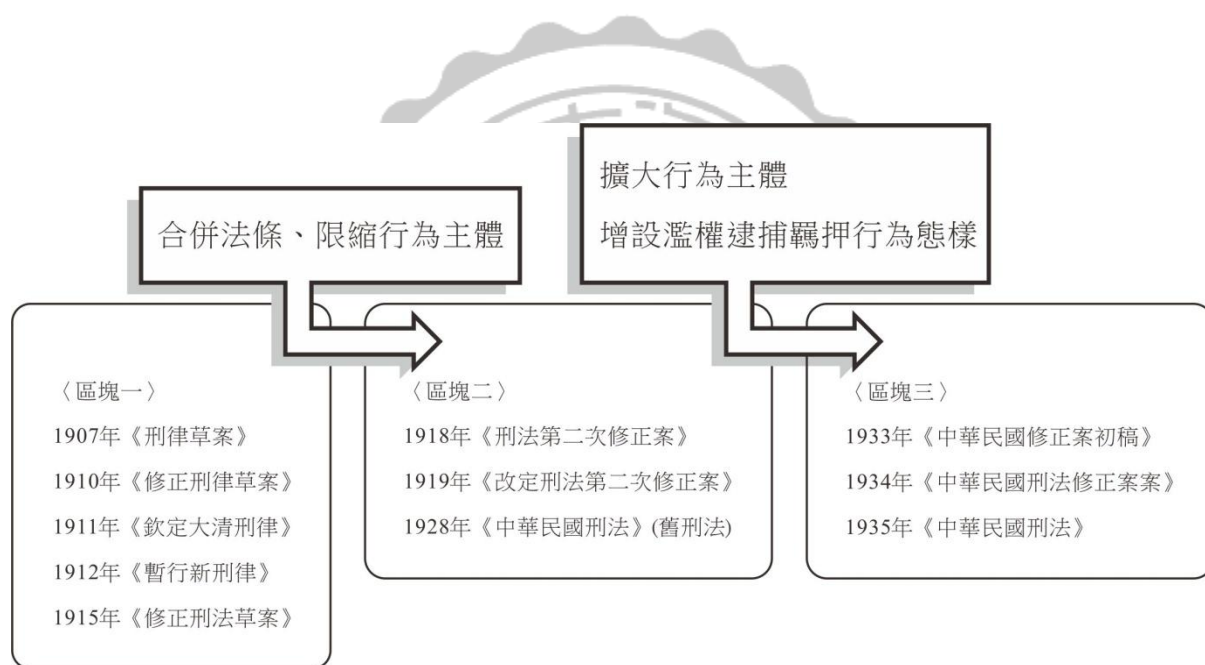 合併法條、限縮行為主體
擴大行為主體
增設濫權逮捕羈押行為態樣
〈區塊一〉
1907年《刑律草案》
1910年《修正刑律草案》
1911年《欽定大清刑律》
1912年《暫行新刑律》
1915年《修正刑法草案》
〈區塊二〉
1918年《刑法第二次修正案》
1919年《改定刑法第二次修正案》
1928年《中華民國刑法》(舊刑法)
〈區塊三〉
1933年《中華民國修正案初稿》
1934年《中華民國刑法修正案案》
1935年《中華民國刑法》